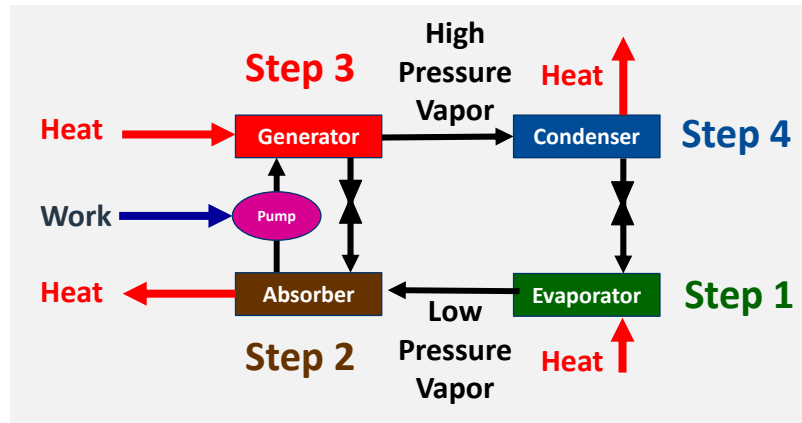 High
Pressure
Vapor
Step 3
Heat
Heat
Generator
Condenser
Step 4
Work
Pump
Heat
Absorber
Evaporator
Step 1
Step 2
Low
Pressure
Vapor
Heat